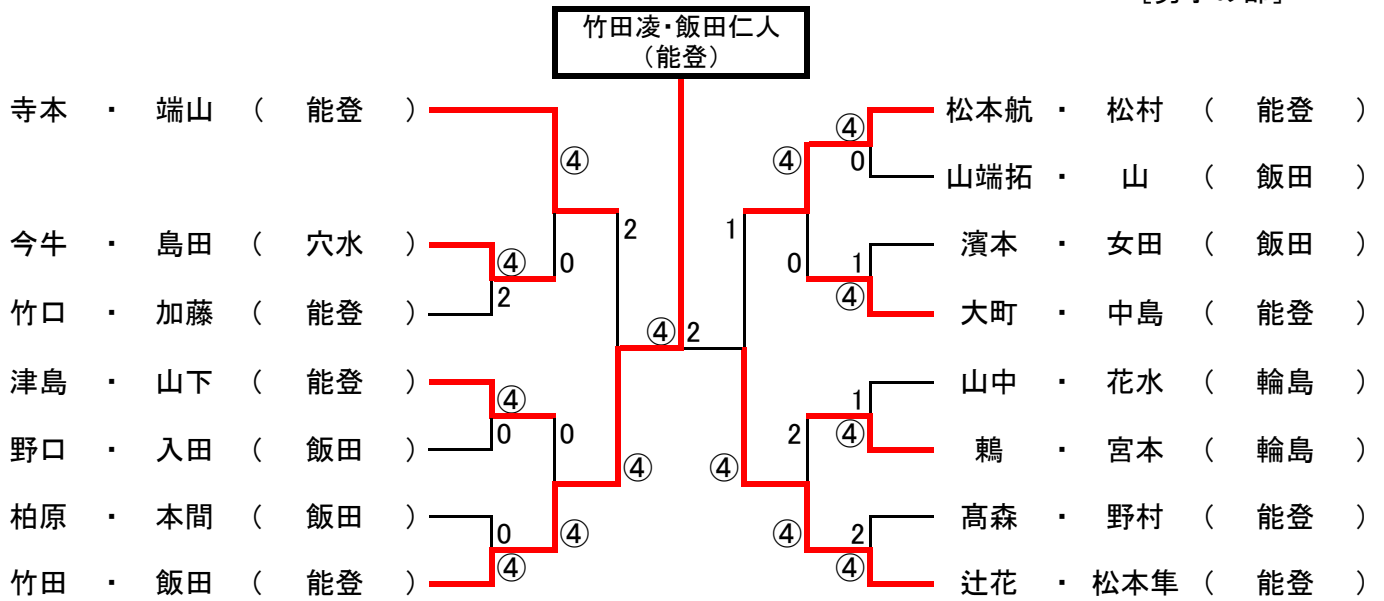 竹田凌・飯田仁人
(能登)
寺本 ・ 端山 ( 能登 )
④
今牛 ・ 島田 ( 穴水 )
④
0
2
竹口 ・ 加藤 ( 能登 )
2
津島 ・ 山下 ( 能登 )
④
0
0
野口 ・ 入田 ( 飯田 )
④
柏原 ・ 本間 ( 飯田 )
0
④
④
竹田 ・ 飯田 ( 能登 )
④
2
松本航 ・ 松村 ( 能登 )
④
0
④
山端拓 ・ 山 ( 飯田 )
1
濱本 ・ 女田 ( 飯田 )
0
1
④
大町 ・ 中島 ( 能登 )
山中 ・ 花水 ( 輪島 )
1
④
2
鶫 ・ 宮本 ( 輪島 )
④
髙森 ・ 野村 ( 能登 )
④
2
④
辻花 ・ 松本隼 ( 能登 )